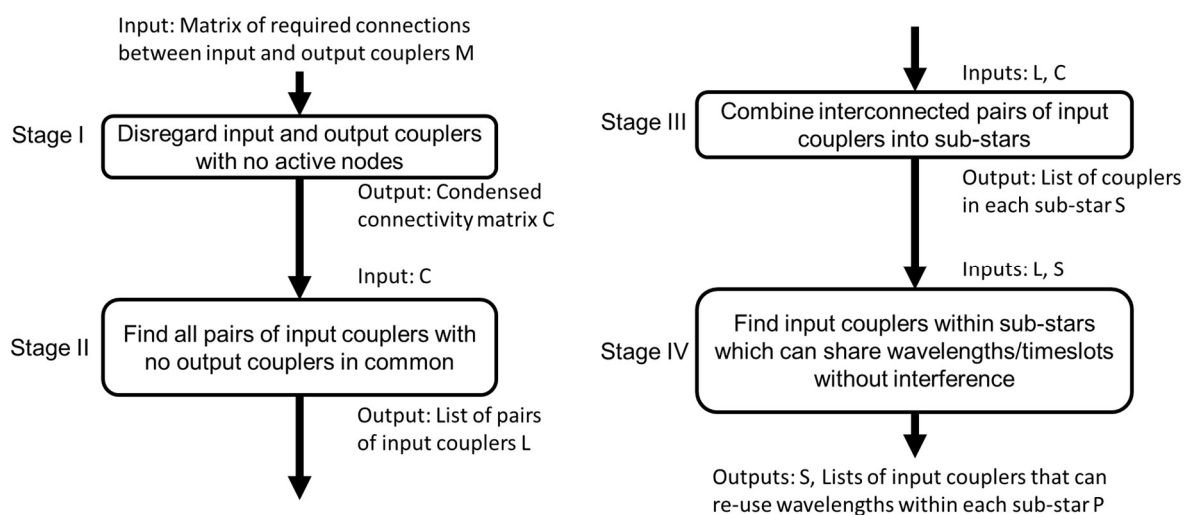 Input: Matrix of required connections
between input and output couplers M
Stage I
Disregard input and output couplers
with no active nodes
Output: Condensed
connectivity matrix C
Input: C
Stage II
Find all pairs of input couplers with
no output couplers in common
Output: List of pairs
of input couplers L
Inputs: L, C
Stage III
Combine interconnected pairs of input
couplers into sub-stars
Output: List of couplers
in each sub-star S
Inputs: L, S
Stage IV
Find input couplers within sub-stars
which can share wavelengths/timeslots
without interference
Outputs: S, Lists of input couplers that can
re-use wavelengths within each sub-star P